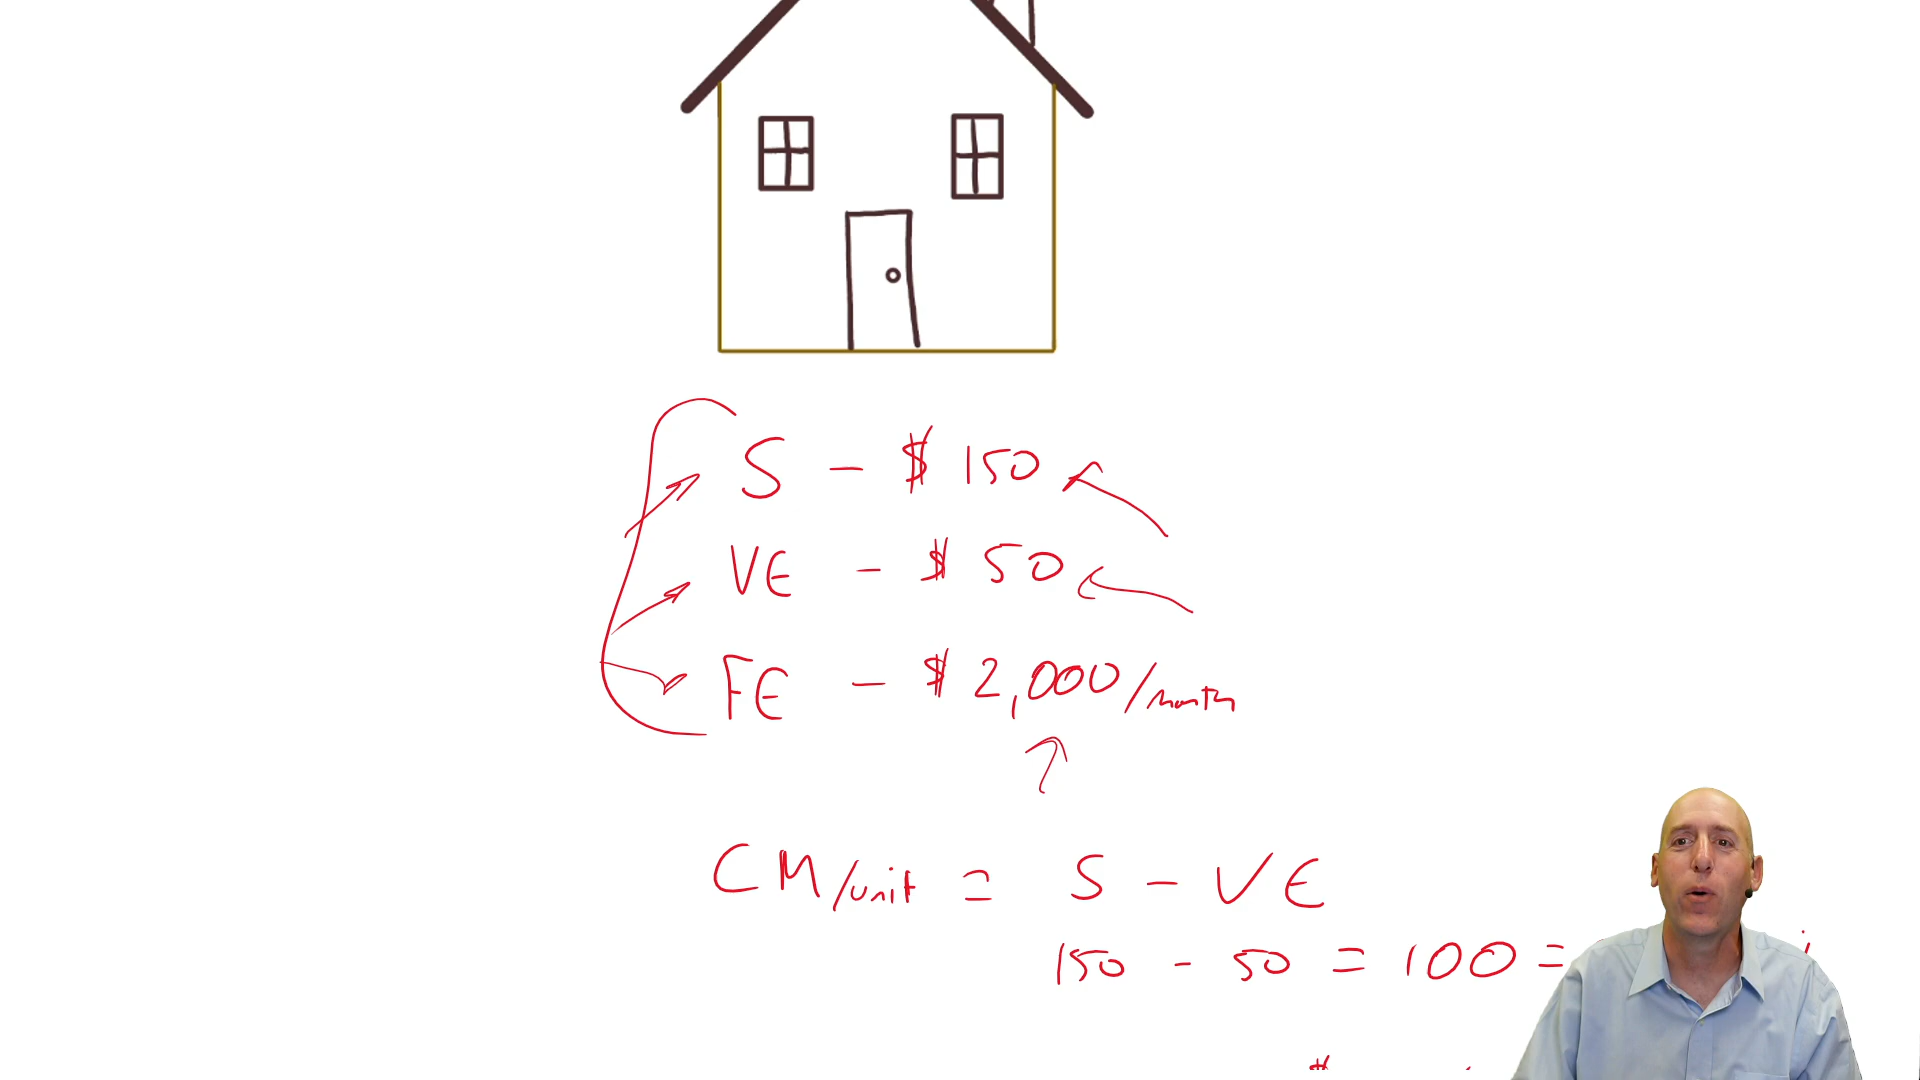 S - $ 150
VE - $ 50
FE - $ 2,000/month
CM/unit = S - VE
150 - 50 = 100 =
$